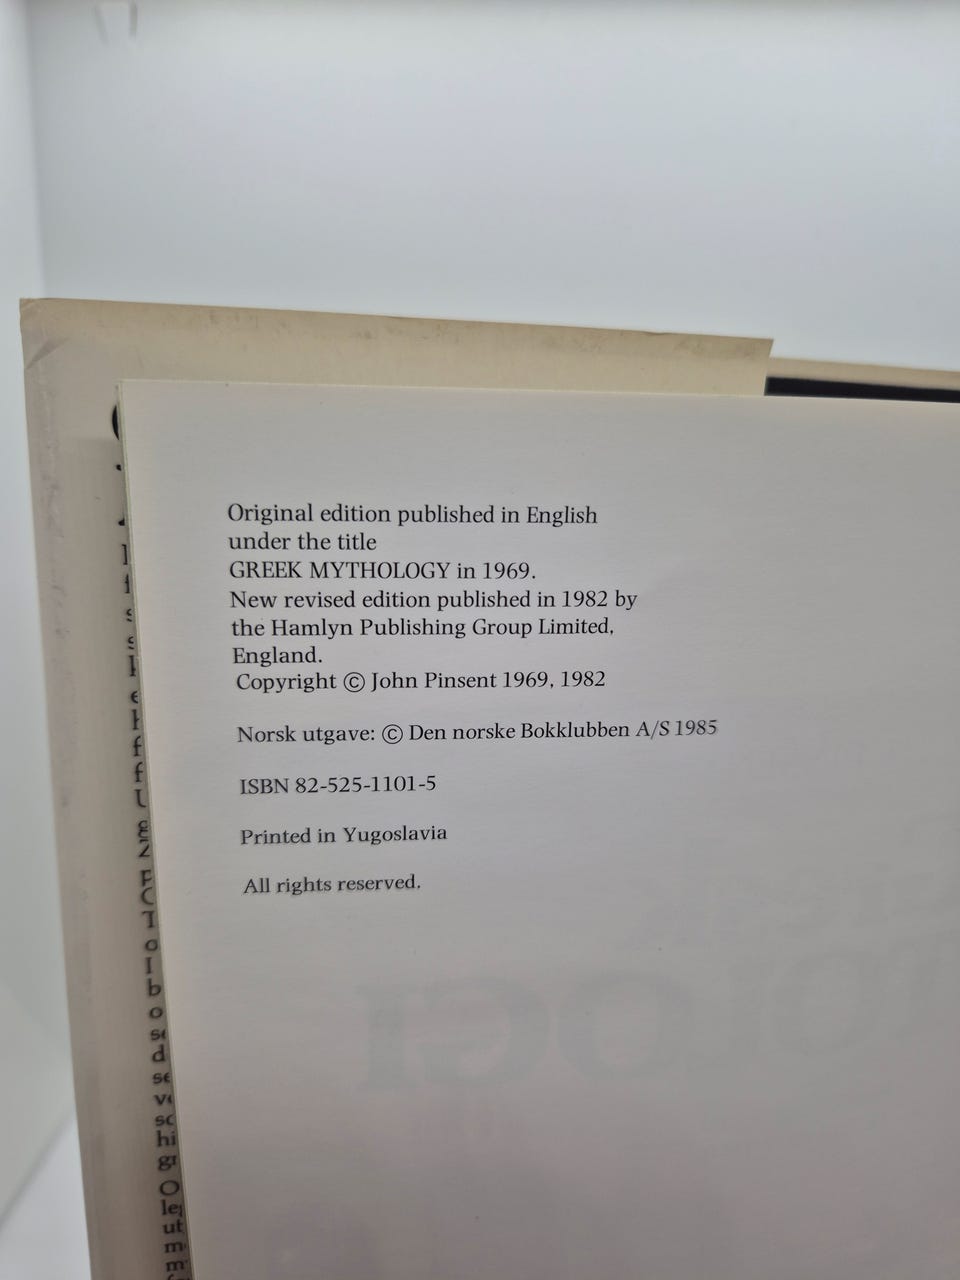 Original edition published in English
under the title
GREEK MYTHOLOGY in 1969.
New revised edition published in 1982 by
the Hamlyn Publishing Group Limited,
England.
Copyright © John Pinsent 1969, 1982
Norsk utgave: © Den norske Bokklubben A/S 1985
ISBN 82-525-1101-5
Printed in Yugoslavia
All rights reserved.